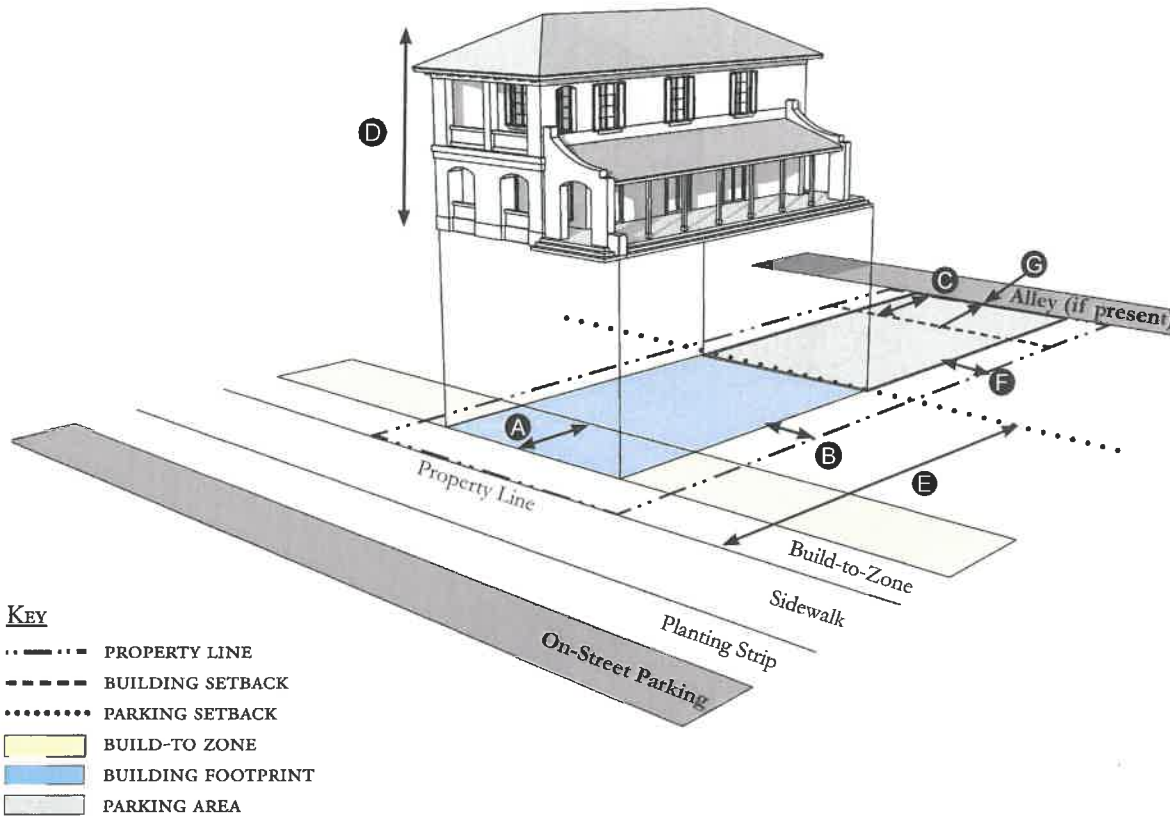 D
G
C
Alley (if present)
F
A
B
Property Line
E
Build-to-Zone
Sidewalk
Planting Strip
On-Street Parking
KEY
PROPERTY LINE
BUILDING SETBACK
PARKING SETBACK
BUILD-TO ZONE
BUILDING FOOTPRINT
PARKING AREA